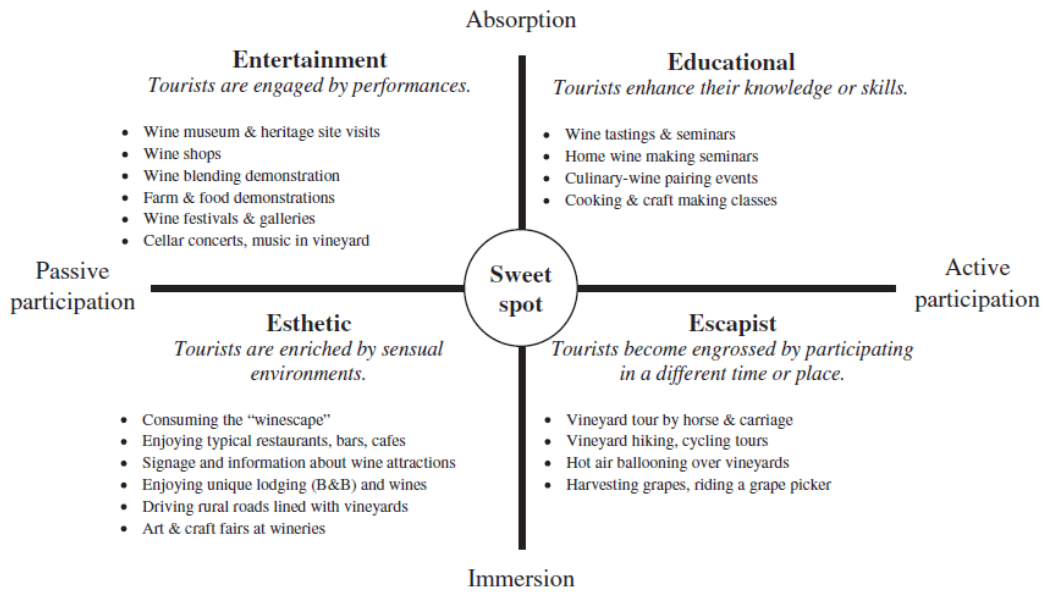 Absorption
Entertainment
Tourists are engaged by performances.
• Wine museum & heritage site visits
• Wine shops
• Wine blending demonstration
• Farm & food demonstrations
• Wine festivals & galleries
• Cellar concerts, music in vineyard
Educational
Tourists enhance their knowledge or skills.
• Wine tastings & seminars
• Home wine making seminars
• Culinary-wine pairing events
• Cooking & craft making classes
Passive
participation
Sweet
spot
Active
participation
Esthetic
Tourists are enriched by sensual
environments.
• Consuming the “winescape”
• Enjoying typical restaurants, bars, cafes
• Signage and information about wine attractions
• Enjoying unique lodging (B&B) and wines
• Driving rural roads lined with vineyards
• Art & craft fairs at wineries
Escapist
Tourists become engrossed by participating
in a different time or place.
• Vineyard tour by horse & carriage
• Vineyard hiking, cycling tours
• Hot air ballooning over vineyards
• Harvesting grapes, riding a grape picker
Immersion